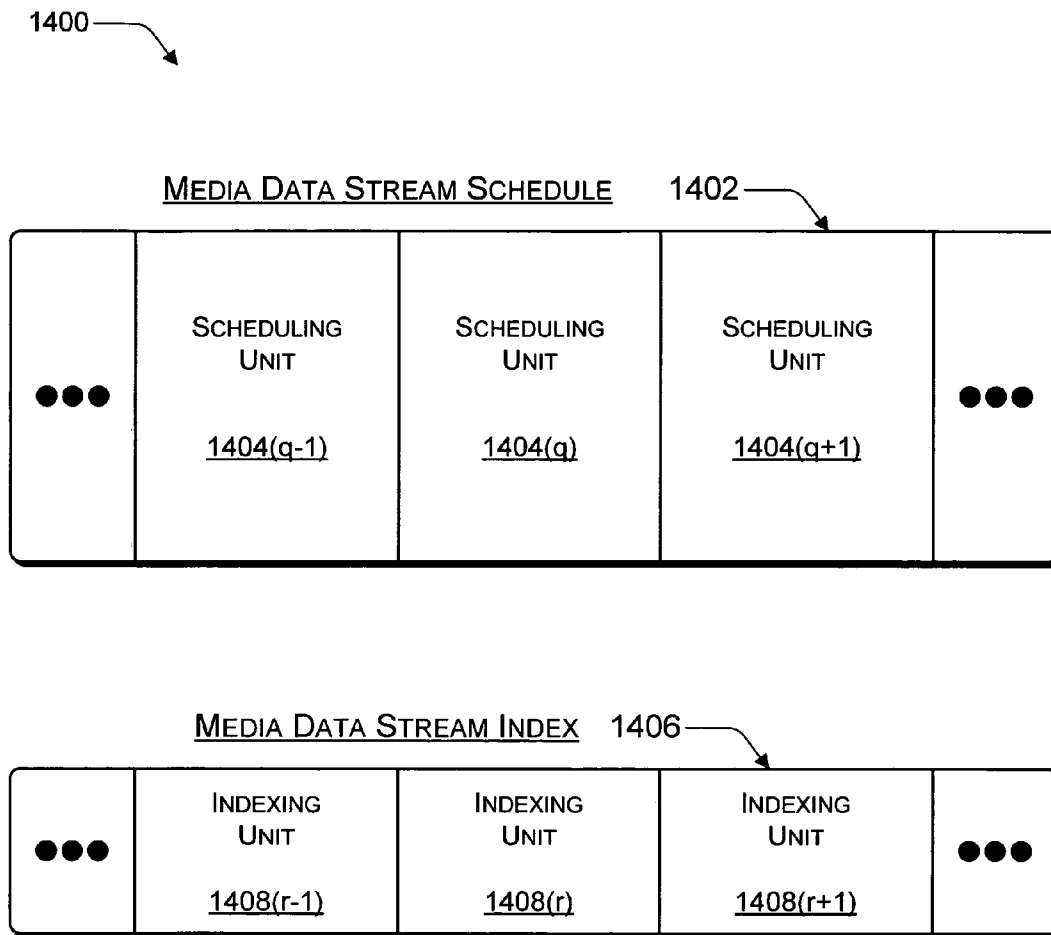 1400
MEDIA DATA STREAM SCHEDULE 1402
SCHEDULING UNIT 1404(q-1)
SCHEDULING UNIT 1404(q)
SCHEDULING UNIT 1404(q+1)
MEDIA DATA STREAM INDEX 1406
INDEXING UNIT 1408(r-1)
INDEXING UNIT 1408(r)
INDEXING UNIT 1408(r+1)